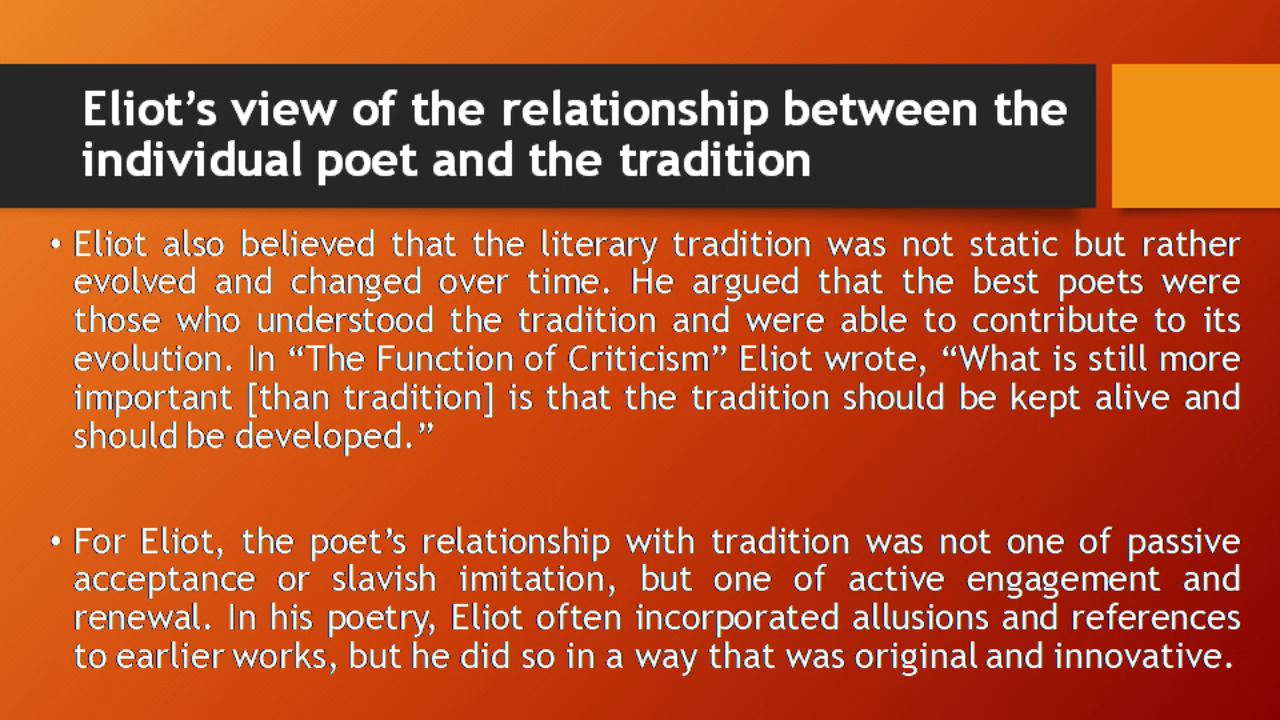 Eliot’s view of the relationship between the
individual poet and the tradition
• Eliot also believed that the literary tradition was not static but rather
evolved and changed over time. He argued that the best poets were
those who understood the tradition and were able to contribute to its
evolution. In “The Function of Criticism” Eliot wrote, “What is still more
important [than tradition] is that the tradition should be kept alive and
should be developed.”
• For Eliot, the poet’s relationship with tradition was not one of passive
acceptance or slavish imitation, but one of active engagement and
renewal. In his poetry, Eliot often incorporated allusions and references
to earlier works, but he did so in a way that was original and innovative.